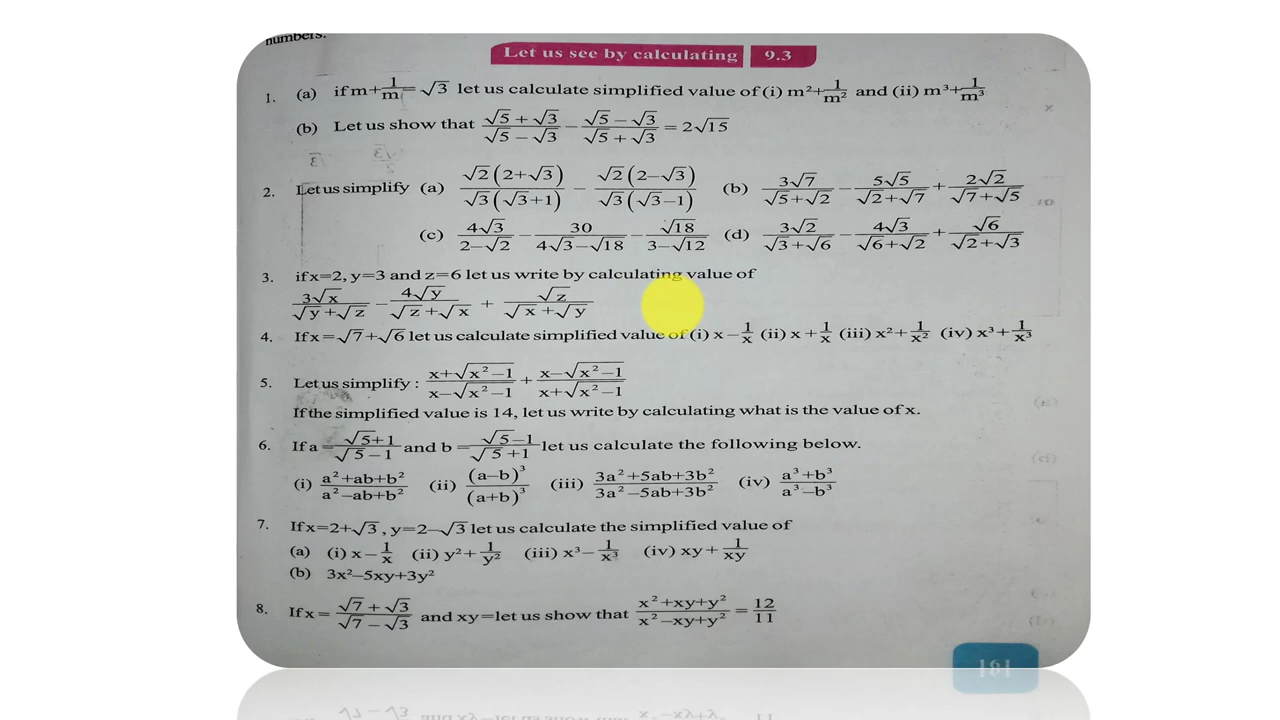 numbers.
Let us see by calculating 9.3
1. (a) if m+1/m=√3 let us calculate simplified value of (i) m²+1/m² and (ii) m³+1/m³
(b) Let us show that (√5+√3)/(√5−√3) − (√5−√3)/(√5+√3) = 2√15
2. Let us simplify (a) √2(2+√3)/√3(√3+1) − √2(2−√3)/√3(√3−1) (b) 3√7/(√5+√2) − 5√5/(√2+√7) + 2√2/(√7+√5)
(c) 4√3/(2−√2) − 30/(4√3−√18) − √18/(3−√12) (d) 3√2/(√3+√6) − 4√3/(√6+√2) + √6/(√2+√3)
3. if x=2, y=3 and z=6 let us write by calculating value of
3√x/(√y+√z) − 4√y/(√z+√x) + √z/(√x+√y)
4. If x=√7+√6 let us calculate simplified value of (i) x−1/x (ii) x+1/x (iii) x²+1/x² (iv) x³+1/x³
5. Let us simplify : (x+√(x²−1))/(x−√(x²−1)) + (x−√(x²−1))/(x+√(x²−1))
If the simplified value is 14, let us write by calculating what is the value of x.
6. If a=(√5+1)/(√5−1) and b=(√5−1)/(√5+1) let us calculate the following below.
(i) (a²+ab+b²)/(a²−ab+b²) (ii) (a−b)³/(a+b)³ (iii) (3a²+5ab+3b²)/(3a²−5ab+3b²) (iv) (a³+b³)/(a³−b³)
7. If x=2+√3, y=2−√3 let us calculate the simplified value of
(a) (i) x−1/x (ii) y²+1/y² (iii) x³−1/x³ (iv) xy+1/xy
(b) 3x²−5xy+3y²
8. If x=(√7+√3)/(√7−√3) and xy=let us show that (x²+xy+y²)/(x²−xy+y²) = 12/11
181